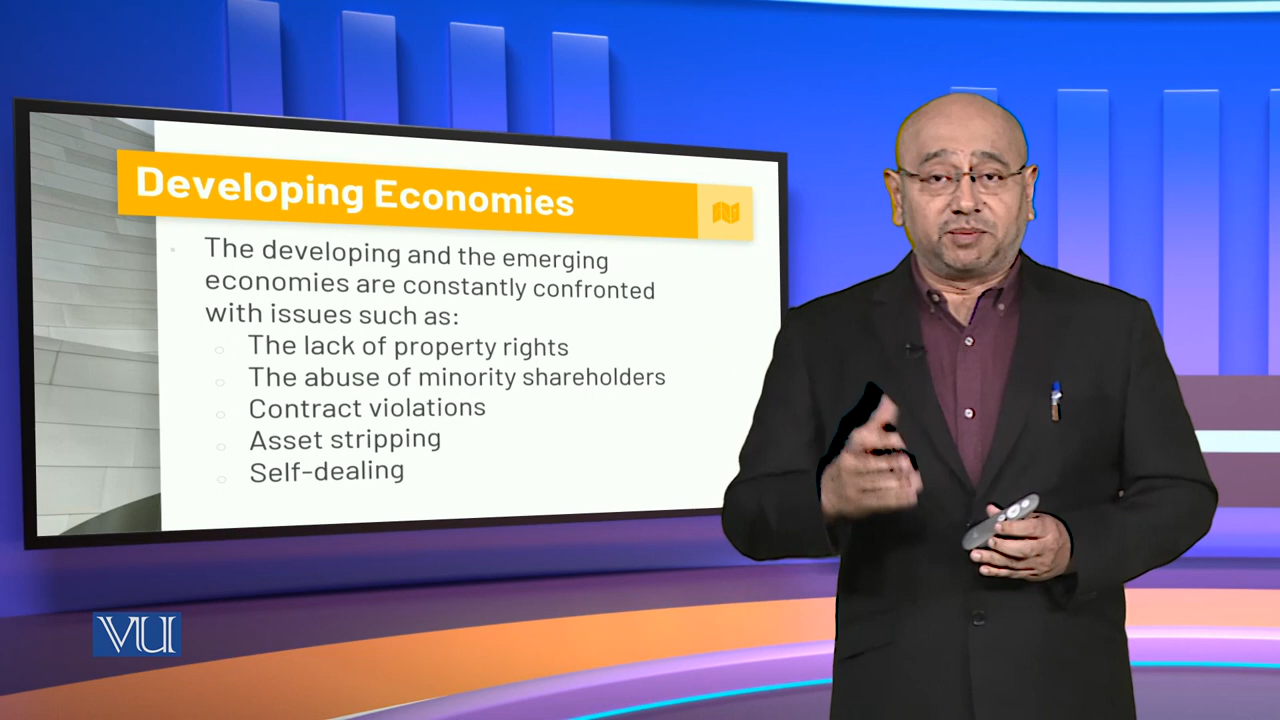 Developing Economies
The developing and the emerging
economies are constantly confronted
with issues such as:
The lack of property rights
The abuse of minority shareholders
Contract violations
Asset stripping
Self-dealing
VU